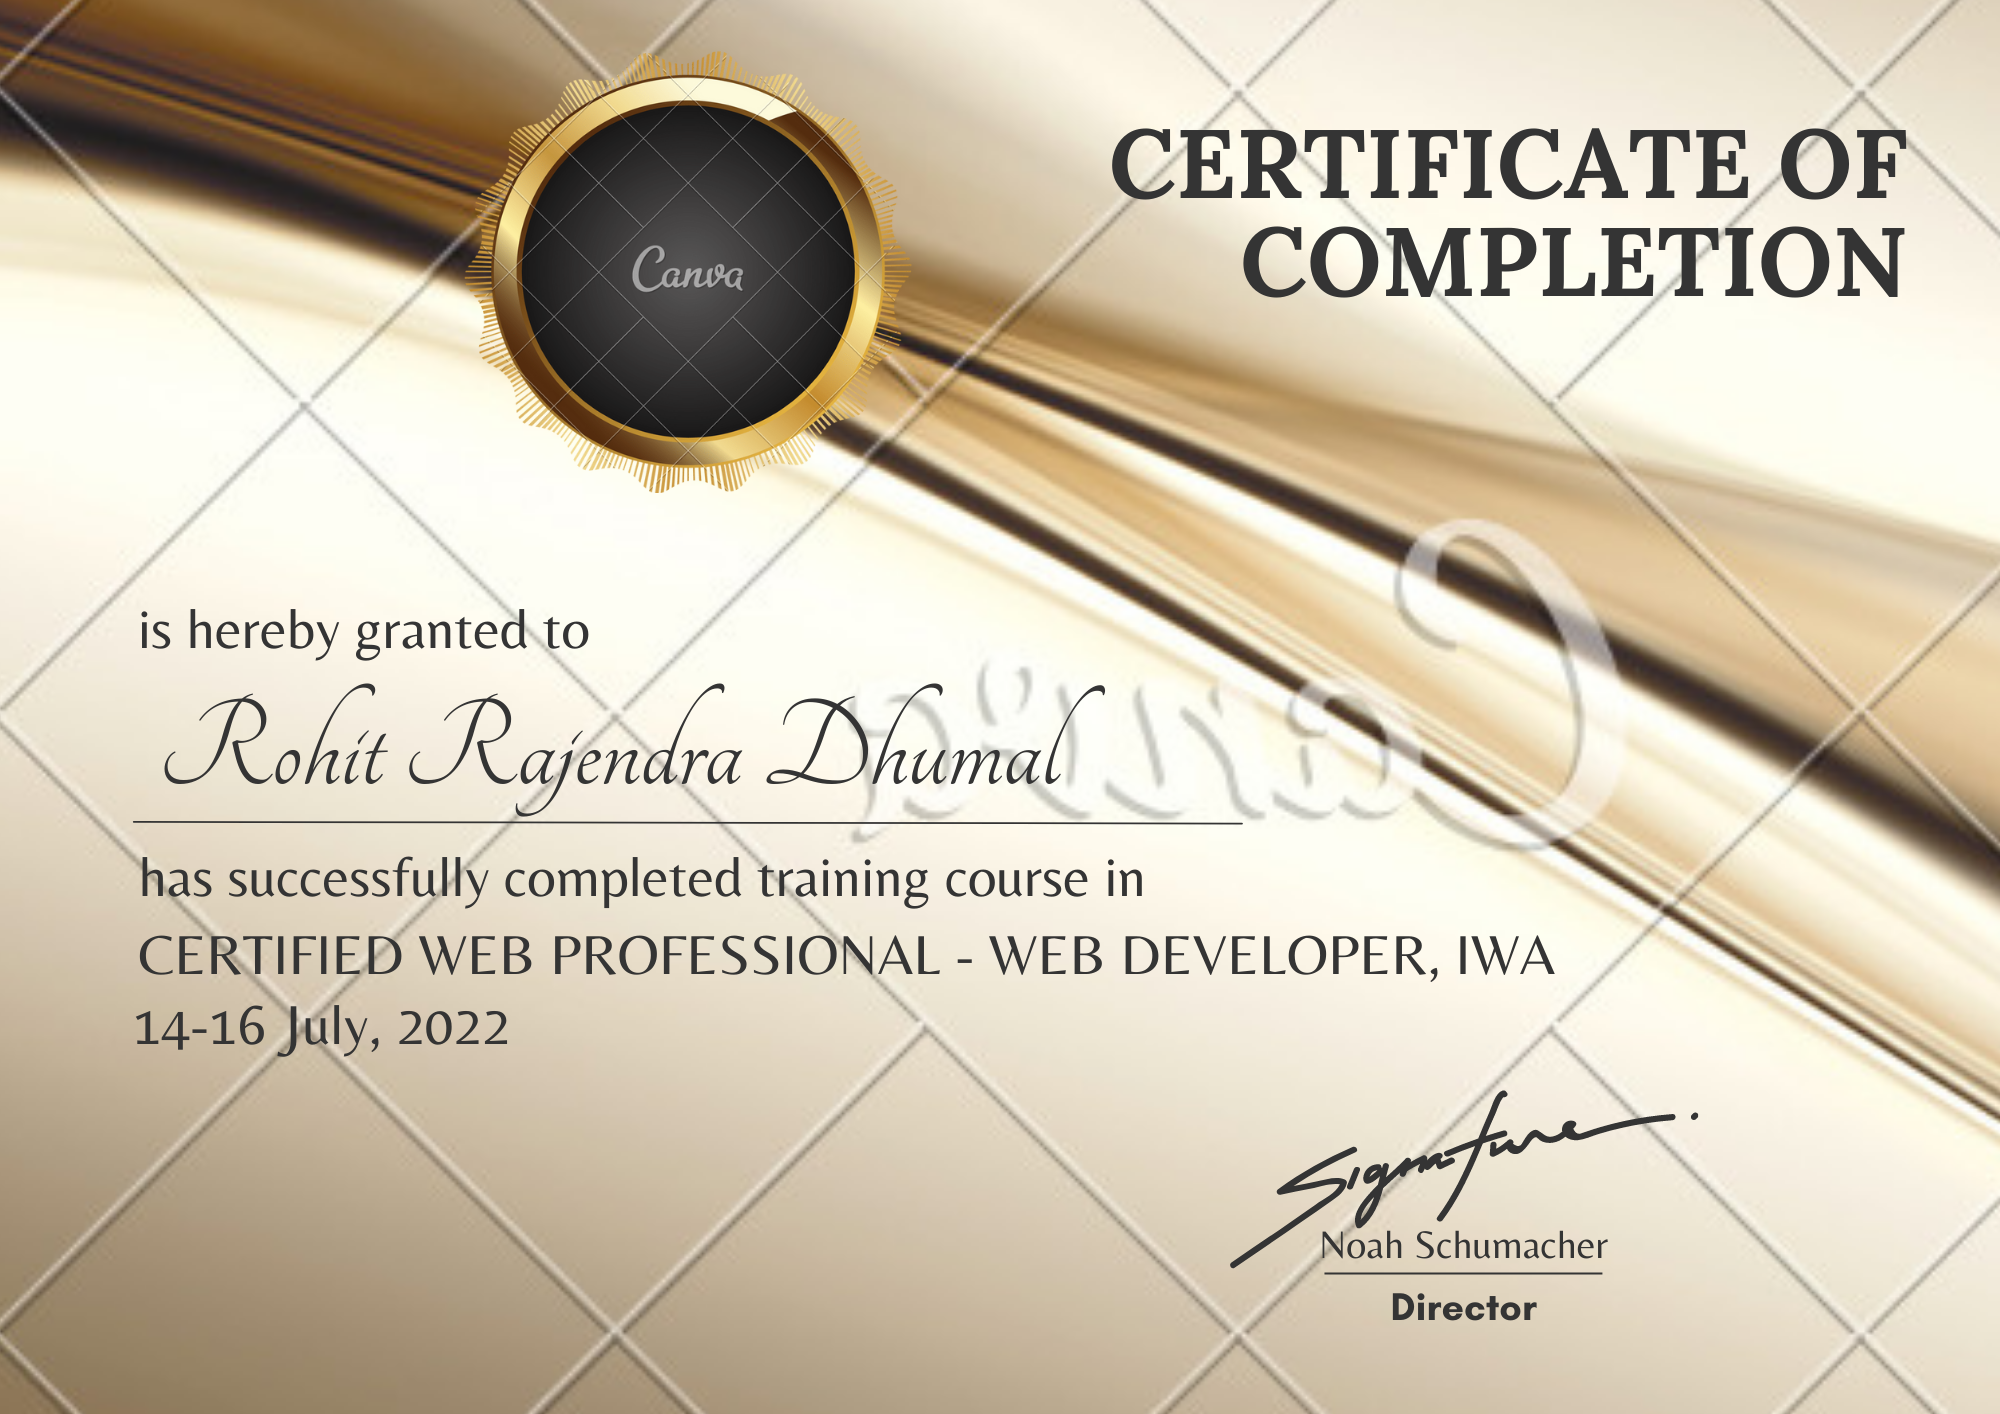 CERTIFICATE OF
COMPLETION
Canva
is hereby granted to
Rohit Rajendra Dhumal
Canva
has successfully completed training course in
CERTIFIED WEB PROFESSIONAL - WEB DEVELOPER, IWA
14-16 July, 2022
Signature
Noah Schumacher
Director